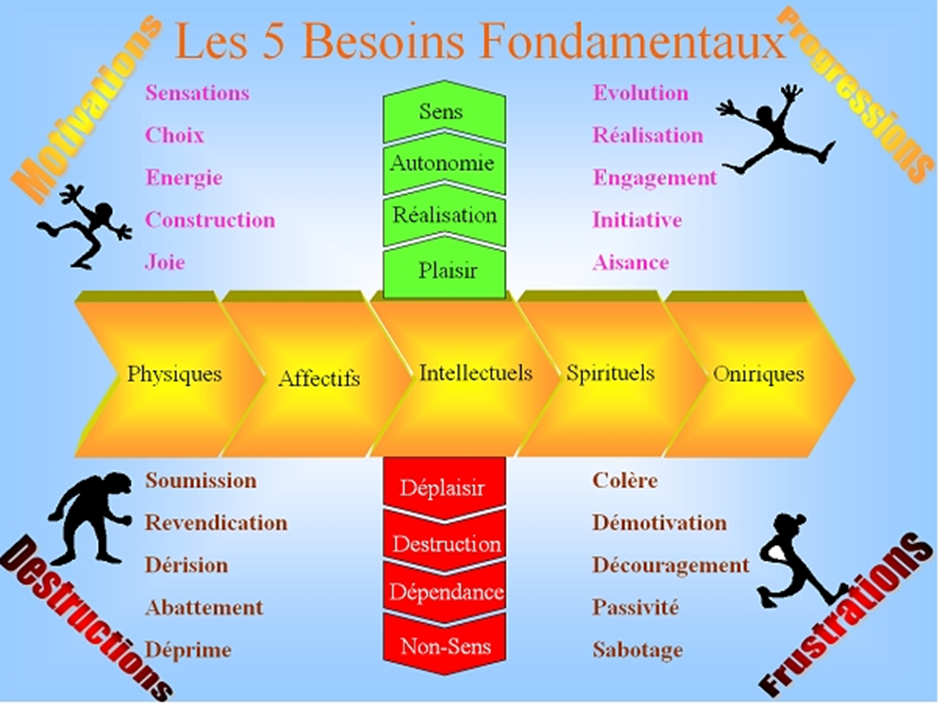 Les 5 Besoins Fondamentaux
Motivations
Progressions
Sensations
Choix
Energie
Construction
Joie
Sens
Autonomie
Réalisation
Plaisir
Evolution
Réalisation
Engagement
Initiative
Aisance
Physiques
Affectifs
Intellectuels
Spirituels
Oniriques
Soumission
Revendication
Dérision
Abattement
Déprime
Déplaisir
Destruction
Dépendance
Non-Sens
Colère
Démotivation
Découragement
Passivité
Sabotage
Destructions
Frustrations